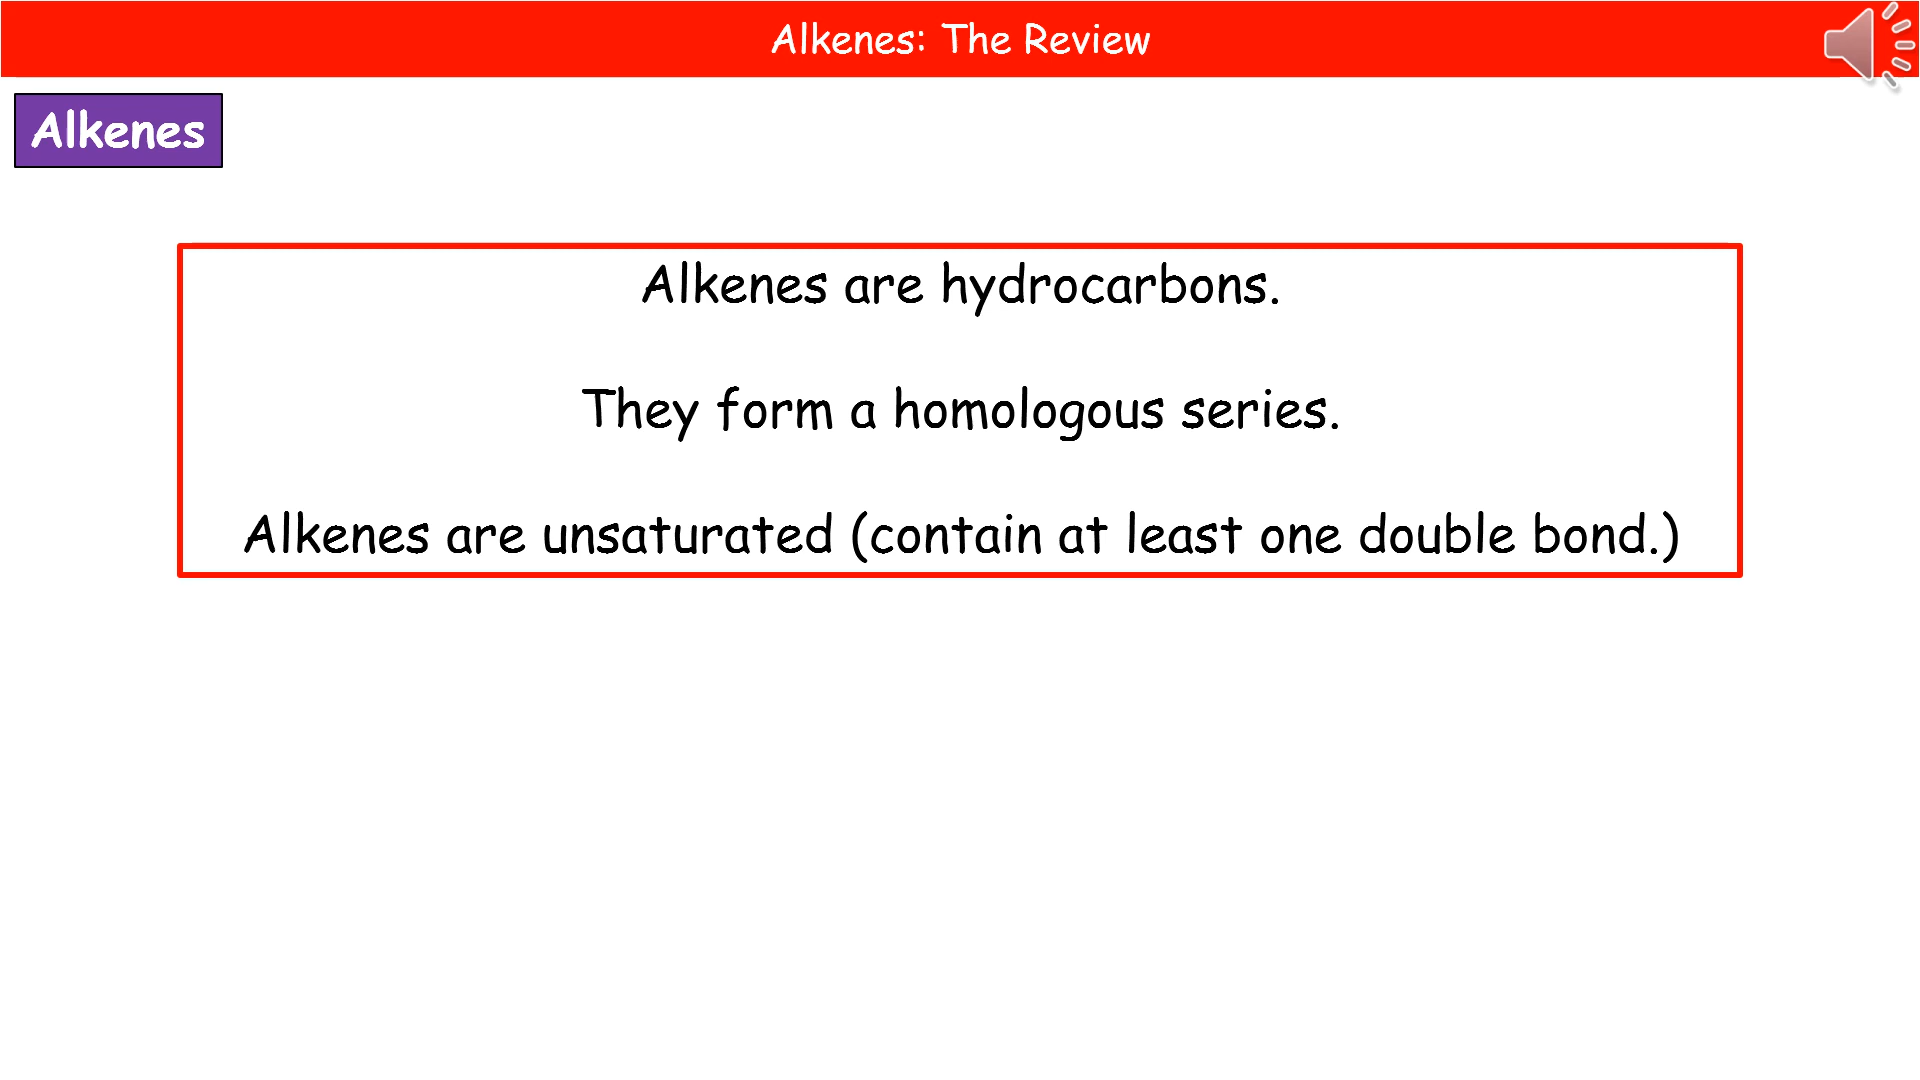 Alkenes: The Review
Alkenes
Alkenes are hydrocarbons.
They form a homologous series.
Alkenes are unsaturated (contain at least one double bond.)